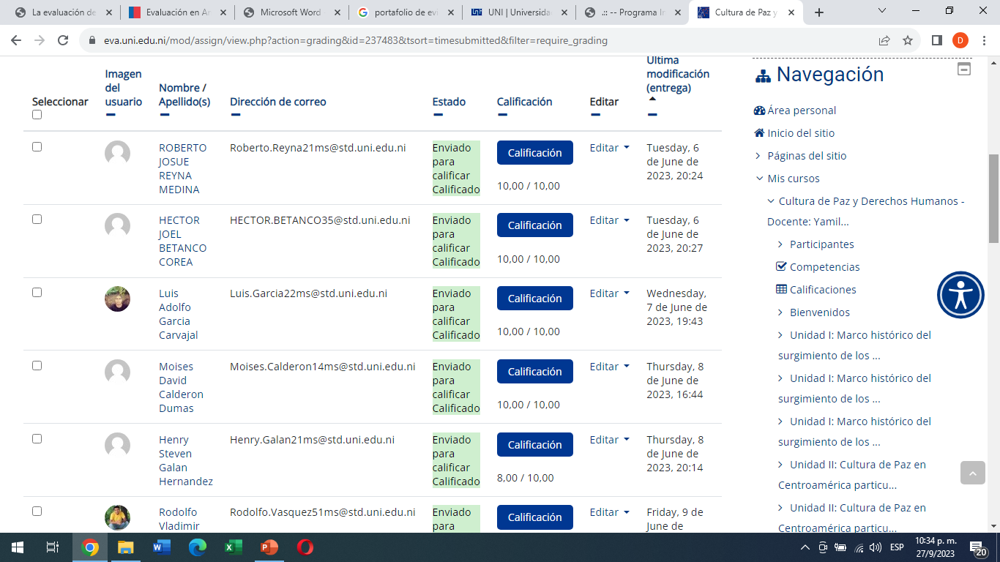 La evaluación de
Evaluación en Ar
Microsoft Word
portafolio de evi
UNI | Universida
.:: -- Programa In
Cultura de Paz y
eva.uni.edu.ni/mod/assign/view.php?action=grading&id=237483&tsort=timesubmitted&filter=require_grading
D
Seleccionar
Imagen
del
usuario
Nombre /
Apellido(s)
Dirección de correo
Estado
Calificación
Editar
Última
modificación
(entrega)
ROBERTO
JOSUE
REYNA
MEDINA
Roberto.Reyna21ms@std.uni.edu.ni
Enviado
para
calificar
Calificado
Calificación
10,00 / 10,00
Editar
Tuesday, 6
de June de
2023, 20:24
HECTOR
JOEL
BETANCO
COREA
HECTOR.BETANCO35@std.uni.edu.ni
Enviado
para
calificar
Calificado
Calificación
10,00 / 10,00
Editar
Tuesday, 6
de June de
2023, 20:27
Luis
Adolfo
Garcia
Carvajal
Luis.Garcia22ms@std.uni.edu.ni
Enviado
para
calificar
Calificado
Calificación
10,00 / 10,00
Editar
Wednesday,
7 de June de
2023, 19:43
Moises
David
Calderon
Dumas
Moises.Calderon14ms@std.uni.edu.ni
Enviado
para
calificar
Calificado
Calificación
10,00 / 10,00
Editar
Thursday, 8
de June de
2023, 16:44
Henry
Steven
Galan
Hernandez
Henry.Galan21ms@std.uni.edu.ni
Enviado
para
calificar
Calificado
Calificación
8,00 / 10,00
Editar
Thursday, 8
de June de
2023, 20:14
Rodolfo
Vladimir
Rodolfo.Vasquez51ms@std.uni.edu.ni
Enviado
para
Calificación
Editar
Friday, 9 de
June de
Navegación
Área personal
Inicio del sitio
Páginas del sitio
Mis cursos
Cultura de Paz y Derechos Humanos -
Docente: Yamil...
Participantes
Competencias
Calificaciones
Bienvenidos
Unidad I: Marco histórico del
surgimiento de los ...
Unidad I: Marco histórico del
surgimiento de los ...
Unidad I: Marco histórico del
surgimiento de los ...
Unidad II: Cultura de Paz en
Centroamérica particu...
Unidad II: Cultura de Paz en
Centroamérica particu...
ESP
10:34 p. m.
27/9/2023
20